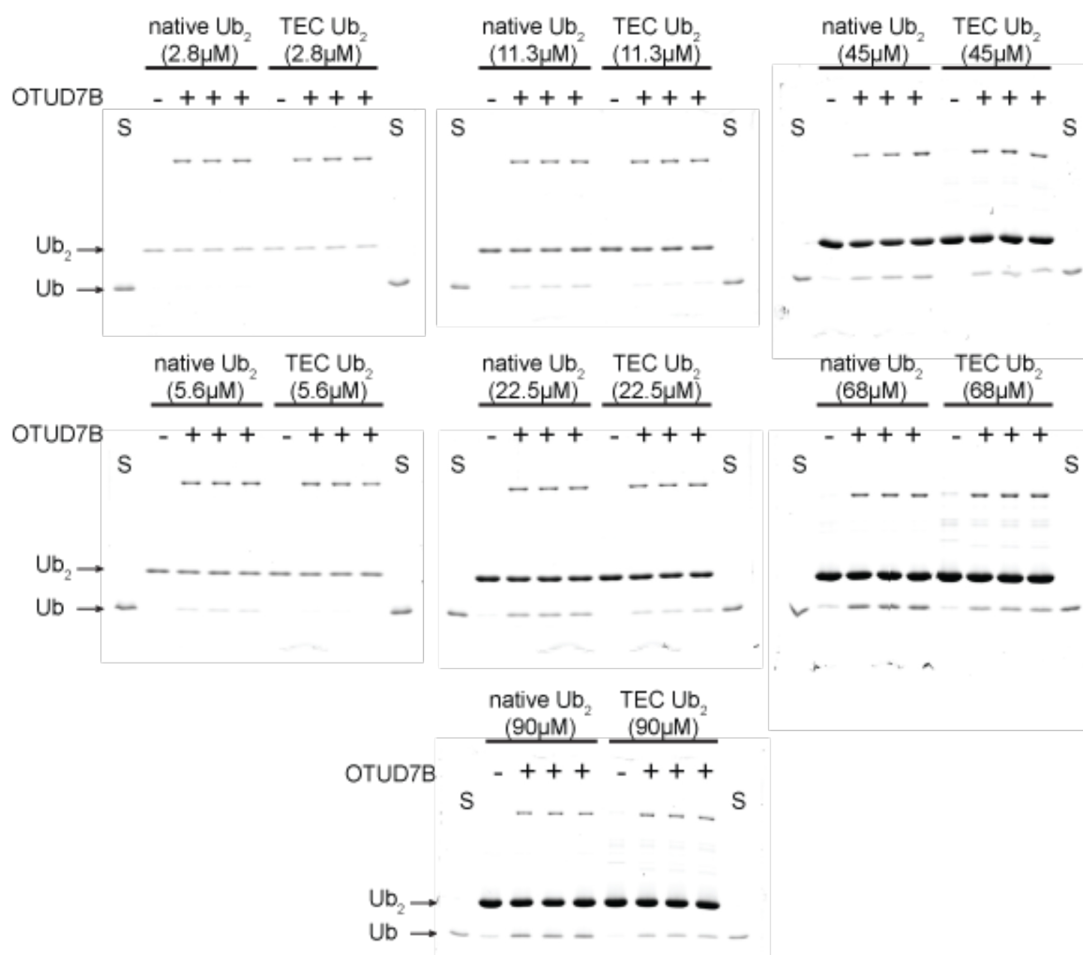 native Ub₂ TEC Ub₂ native Ub₂ TEC Ub₂ native Ub₂ TEC Ub₂
(2.8µM) (2.8µM) (11.3µM) (11.3µM) (45µM) (45µM)
OTUD7B - + + + - + + + - + + + - + + + - + + + - + + +
S S S S S S
Ub₂
Ub
native Ub₂ TEC Ub₂ native Ub₂ TEC Ub₂ native Ub₂ TEC Ub₂
(5.6µM) (5.6µM) (22.5µM) (22.5µM) (68µM) (68µM)
OTUD7B - + + + - + + + - + + + - + + + - + + + - + + +
S S S S S S
Ub₂
Ub
native Ub₂ TEC Ub₂
(90µM) (90µM)
OTUD7B - + + + - + + +
S S
Ub₂
Ub